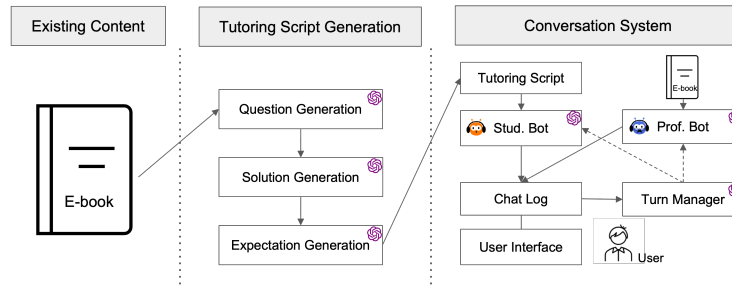 Existing Content
Tutoring Script Generation
Conversation System
E-book
Question Generation
Solution Generation
Expectation Generation
Tutoring Script
E-book
Stud. Bot
Prof. Bot
Chat Log
Turn Manager
User Interface
User